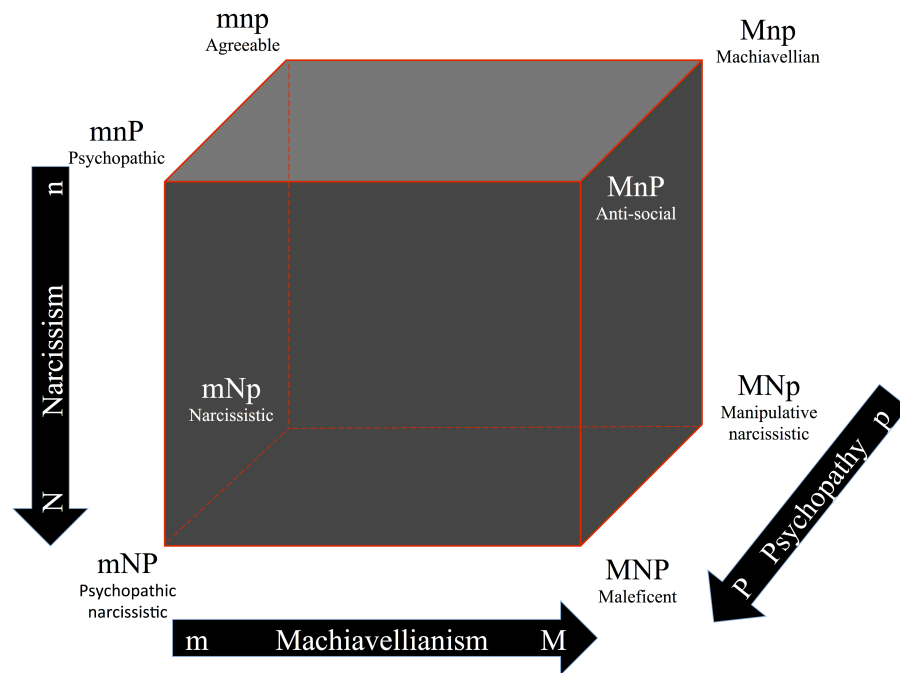 mnp
Agreeable
Mnp
Machiavellian
mnP
Psychopathic
MnP
Anti-social
n
Narcissism
N
mNp
Narcissistic
MNp
Manipulative
narcissistic
p
Psychopathy
P
mNP
Psychopathic
narcissistic
MNP
Maleficent
m Machiavellianism M